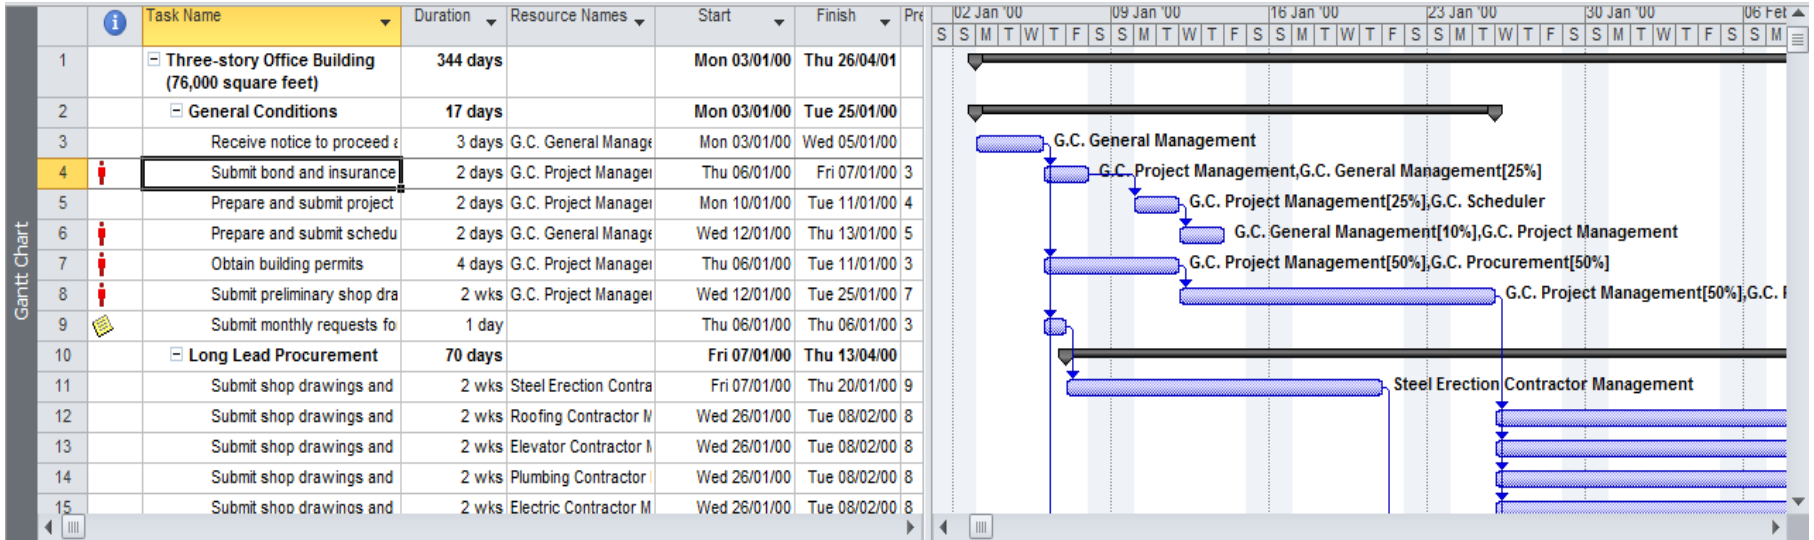 Task Name Duration Resource Names Start Finish Pre
02 Jan '00 09 Jan '00 16 Jan '00 23 Jan '00 30 Jan '00 06 Feb
S S M T W T F S S M T W T F S S M T W T F S S M T W T F S S M T W T F S S M
1 Three-story Office Building (76,000 square feet) 344 days Mon 03/01/00 Thu 26/04/01
2 General Conditions 17 days Mon 03/01/00 Tue 25/01/00
3 Receive notice to proceed a 3 days G.C. General Manage Mon 03/01/00 Wed 05/01/00 G.C. General Management
4 Submit bond and insurance 2 days G.C. Project Manager Thu 06/01/00 Fri 07/01/00 3 G.C. Project Management,G.C. General Management[25%]
5 Prepare and submit project 2 days G.C. Project Manager Mon 10/01/00 Tue 11/01/00 4 G.C. Project Management[25%],G.C. Scheduler
6 Prepare and submit schedu 2 days G.C. General Manage Wed 12/01/00 Thu 13/01/00 5 G.C. General Management[10%],G.C. Project Management
7 Obtain building permits 4 days G.C. Project Manager Thu 06/01/00 Tue 11/01/00 3 G.C. Project Management[50%],G.C. Procurement[50%]
8 Submit preliminary shop dra 2 wks G.C. Project Manager Wed 12/01/00 Tue 25/01/00 7 G.C. Project Management[50%],G.C. P
9 Submit monthly requests fo 1 day Thu 06/01/00 Thu 06/01/00 3
10 Long Lead Procurement 70 days Fri 07/01/00 Thu 13/04/00
11 Submit shop drawings and 2 wks Steel Erection Contra Fri 07/01/00 Thu 20/01/00 9 Steel Erection Contractor Management
12 Submit shop drawings and 2 wks Roofing Contractor M Wed 26/01/00 Tue 08/02/00 8
13 Submit shop drawings and 2 wks Elevator Contractor M Wed 26/01/00 Tue 08/02/00 8
14 Submit shop drawings and 2 wks Plumbing Contractor Wed 26/01/00 Tue 08/02/00 8
15 Submit shop drawings and 2 wks Electric Contractor M Wed 26/01/00 Tue 08/02/00 8
Gantt Chart